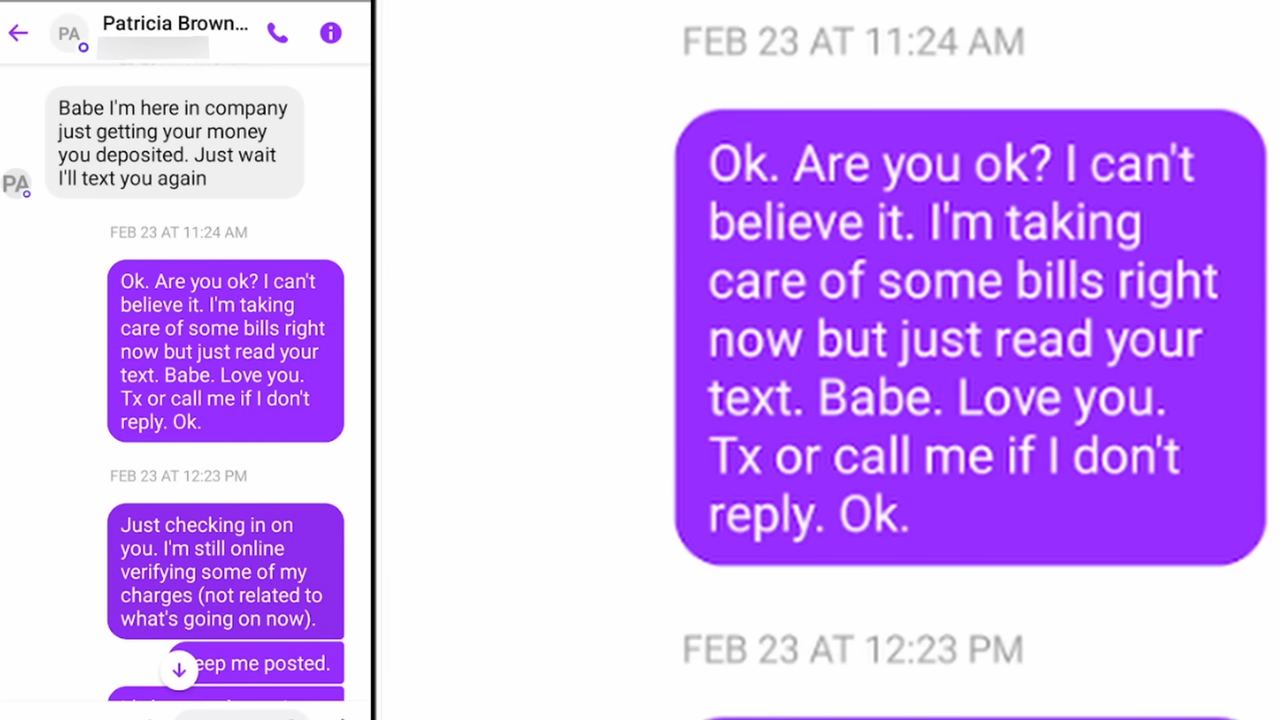 PA
Patricia Brown...
Babe I'm here in company
just getting your money
you deposited. Just wait
I'll text you again
PA
FEB 23 AT 11:24 AM
Ok. Are you ok? I can't
believe it. I'm taking
care of some bills right
now but just read your
text. Babe. Love you.
Tx or call me if I don't
reply. Ok.
FEB 23 AT 12:23 PM
Just checking in on
you. I'm still online
verifying some of my
charges (not related to
what's going on now).
eep me posted.
FEB 23 AT 11:24 AM
Ok. Are you ok? I can't
believe it. I'm taking
care of some bills right
now but just read your
text. Babe. Love you.
Tx or call me if I don't
reply. Ok.
FEB 23 AT 12:23 PM